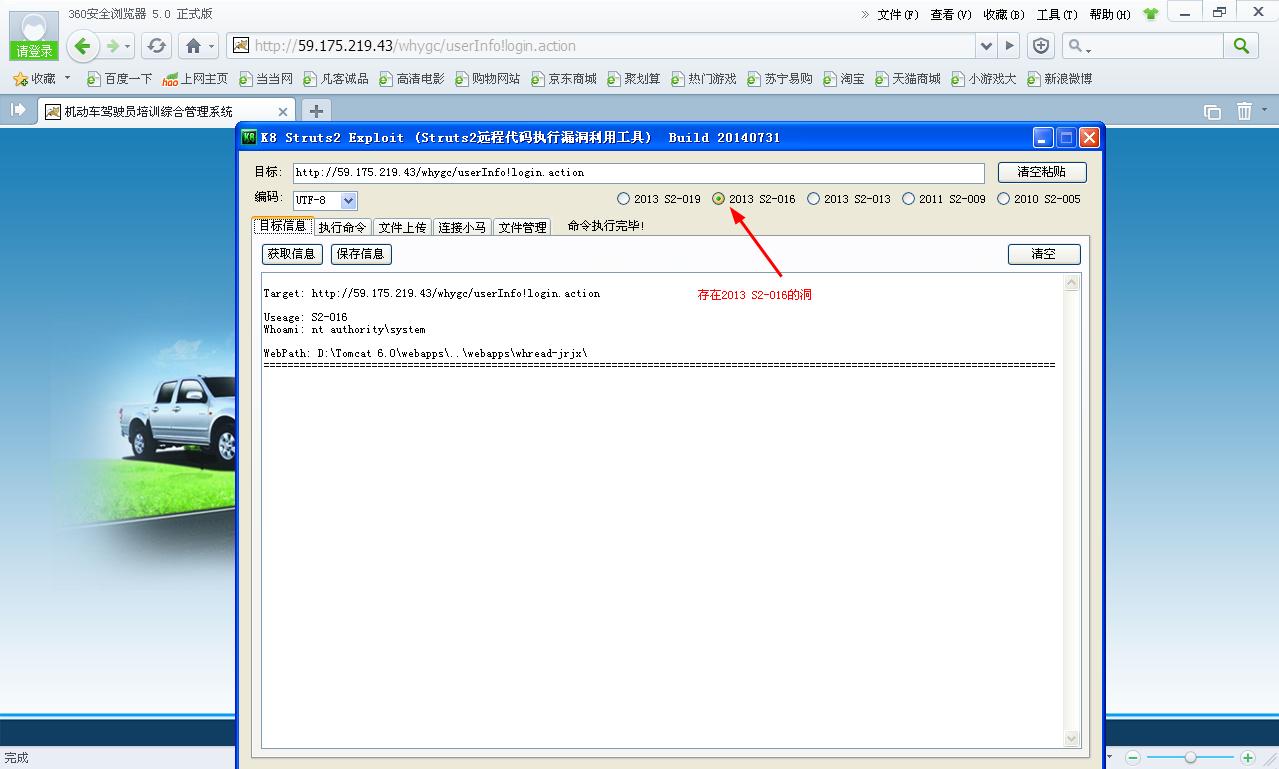 360安全浏览器 5.0 正式版
» 文件(F) 查看(V) 收藏(B) 工具(T) 帮助(H)
请登录
http://59.175.219.43/whygc/userInfo!login.action
收藏 百度一下 hao 上网主页 当当网 凡客诚品 高清电影 购物网站 京东商城 聚划算 热门游戏 苏宁易购 淘宝 天猫商城 小游戏大 新浪微博
机动车驾驶员培训综合管理系统
K8 Struts2 Exploit (Struts2远程代码执行漏洞利用工具) Build 20140731
目标: http://59.175.219.43/whygc/userInfo!login.action 清空粘贴
编码: UTF-8 2013 S2-019 2013 S2-016 2013 S2-013 2011 S2-009 2010 S2-005
目标信息 执行命令 文件上传 连接小马 文件管理 命令执行完毕!
获取信息 保存信息 清空
Target: http://59.175.219.43/whygc/userInfo!login.action
存在2013 S2-016的洞
Useage: S2-016
Whoami: nt authority\system
WebPath: D:\Tomcat 6.0\webapps\..\webapps\whread-jrjx\
====================================================================================================================================
完成